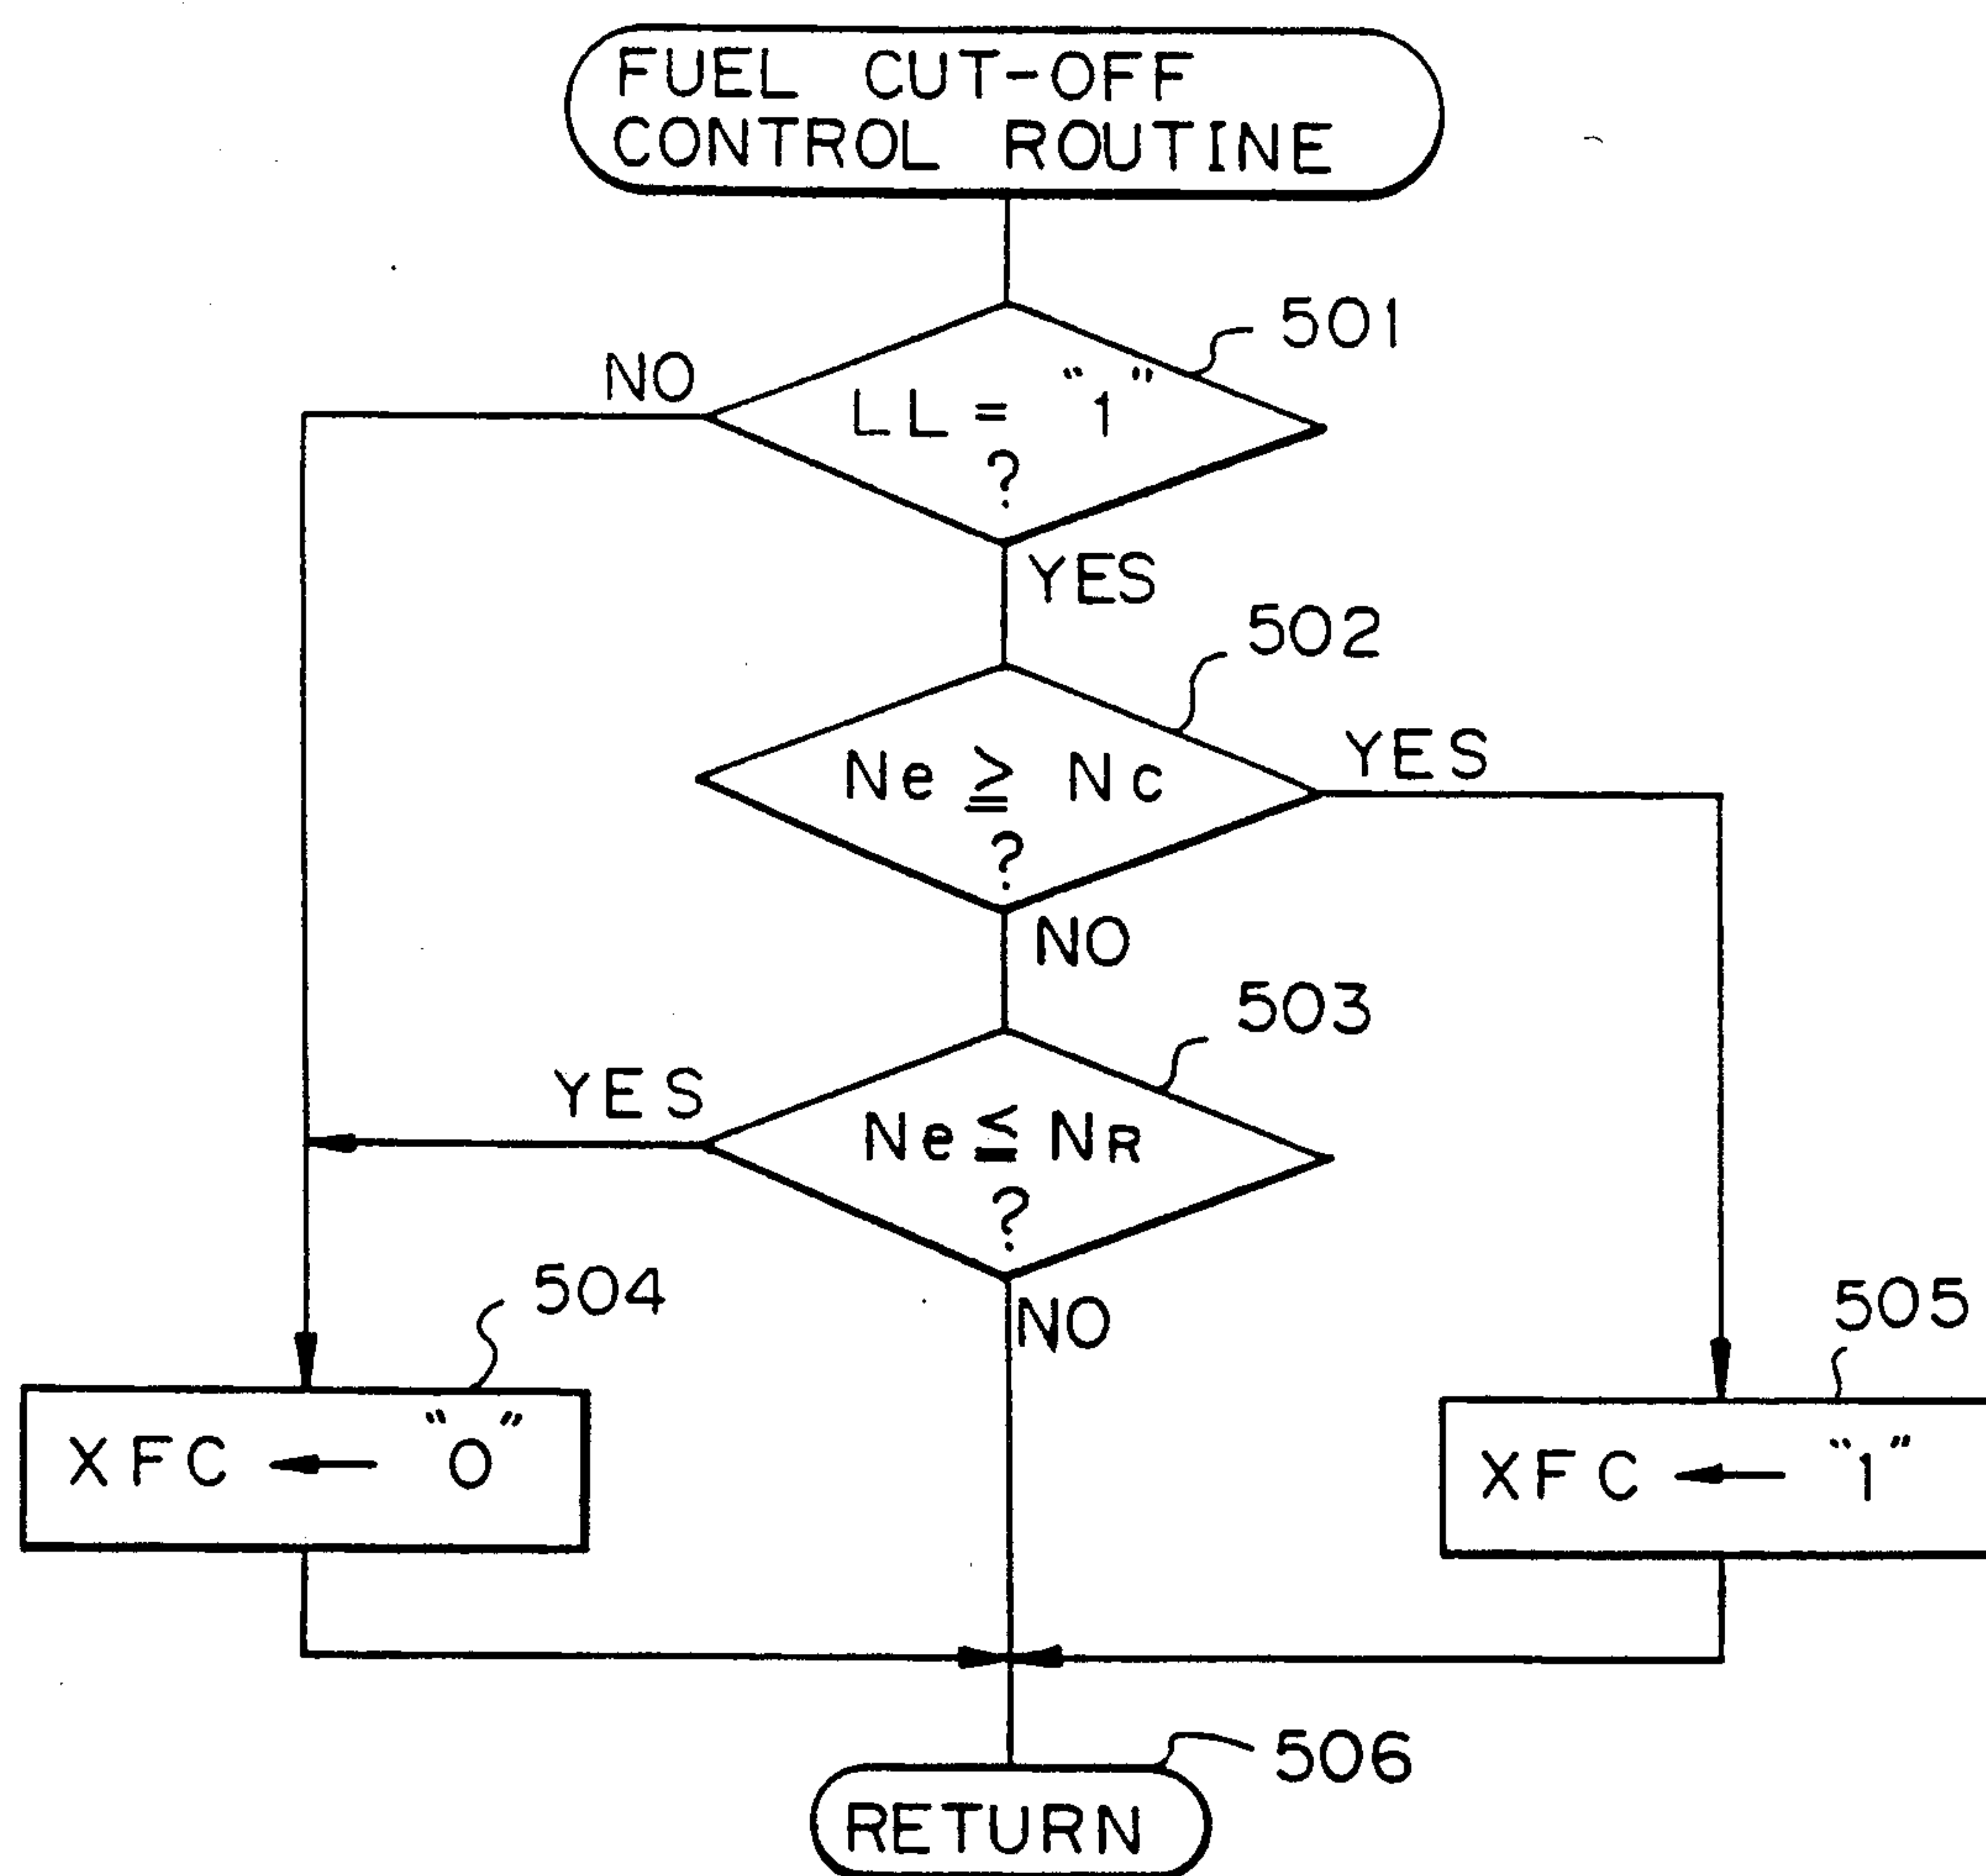 FUEL CUT-OFF
CONTROL ROUTINE
501
NO
LL = "1"
?
YES
502
Ne ≧ Nc
?
YES
NO
503
YES
Ne ≦ NR
?
NO
504
505
XFC ← "0"
XFC ← "1"
506
RETURN